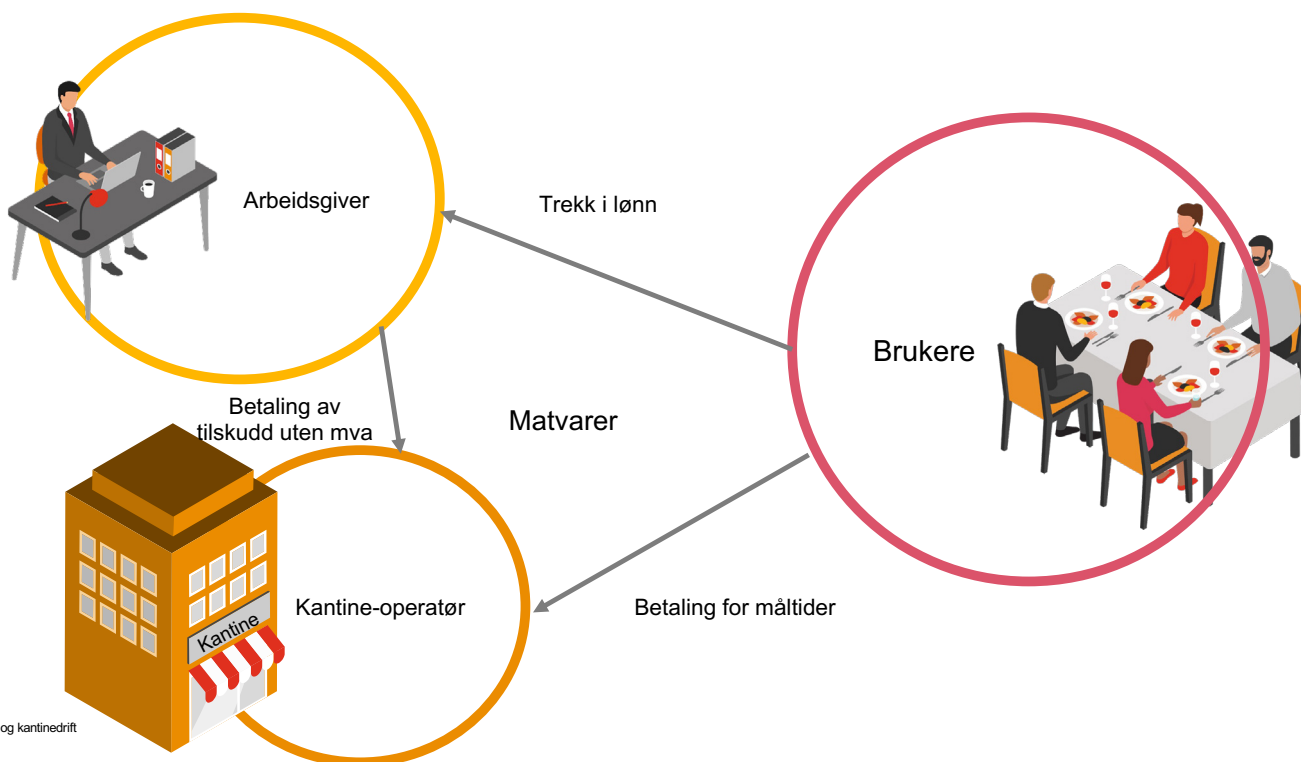 Arbeidsgiver
Trekk i lønn
Brukere
Betaling av
tilskudd uten mva
Matvarer
Kantine-operatør
Betaling for måltider
Kantine
og kantinedrift